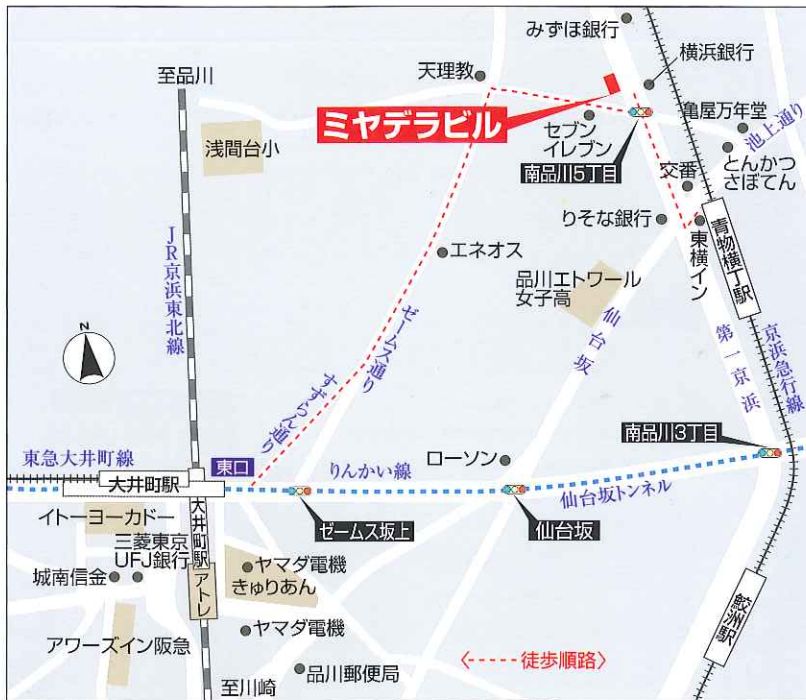 みずほ銀行
横浜銀行
天理教
至品川
ミヤデラビル
亀屋万年堂
池上通り
浅間台小
セブン
イレブン
とんかつ
さぼてん
南品川5丁目
交番
りそな銀行
東横イン
青物横丁駅
JR京浜東北線
エネオス
品川エトワール
女子高
N
ゼームス通り
仙台坂
第一京浜
京浜急行線
すずらん通り
南品川3丁目
東急大井町線
東口
ローソン
りんかい線
大井町駅
仙台坂トンネル
イトーヨーカドー
大井町駅
ゼームス坂上
仙台坂
三菱東京
UFJ銀行
城南信金
アトレ
ヤマダ電機
きゅりあん
鮫洲駅
アワーズイン阪急
ヤマダ電機
品川郵便局
〈-----徒歩順路〉
至川崎